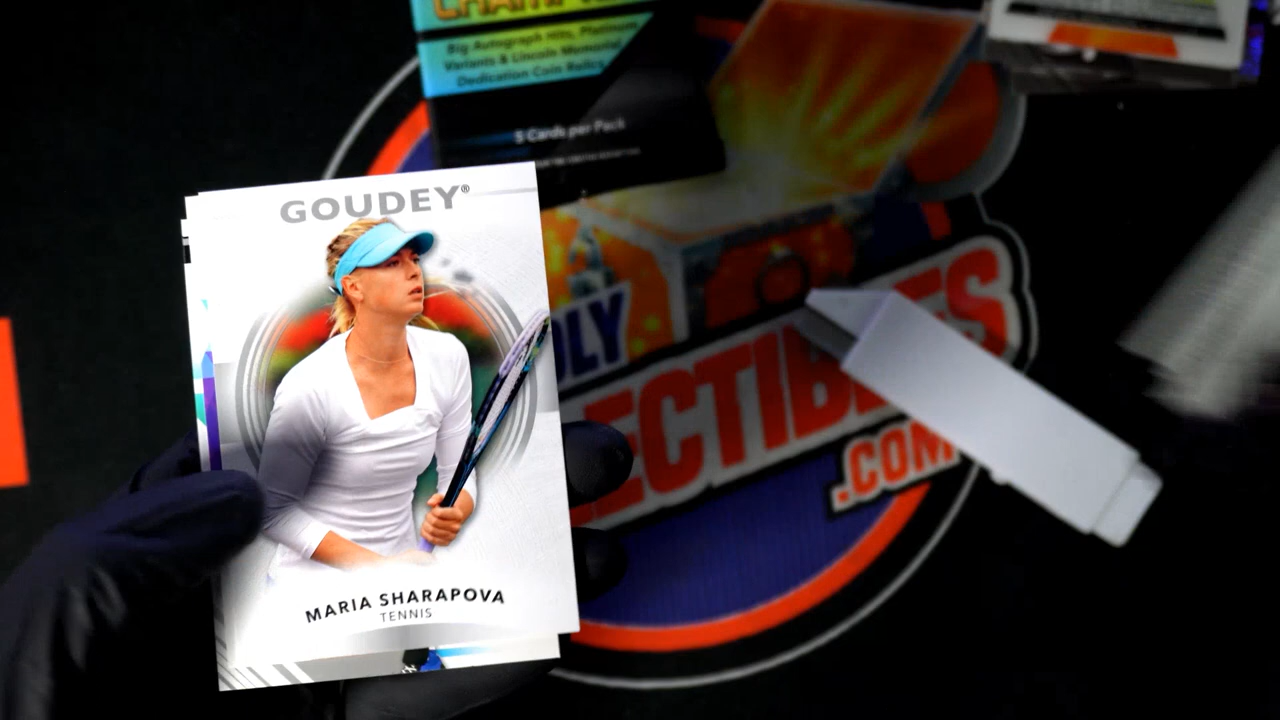 Big Autograph Hits, Platinum
Variants & Lincoln Memorial
Dedication Coin Relics
5 Cards per Pack
GOUDEY®
MARIA SHARAPOVA
TENNIS
.COM